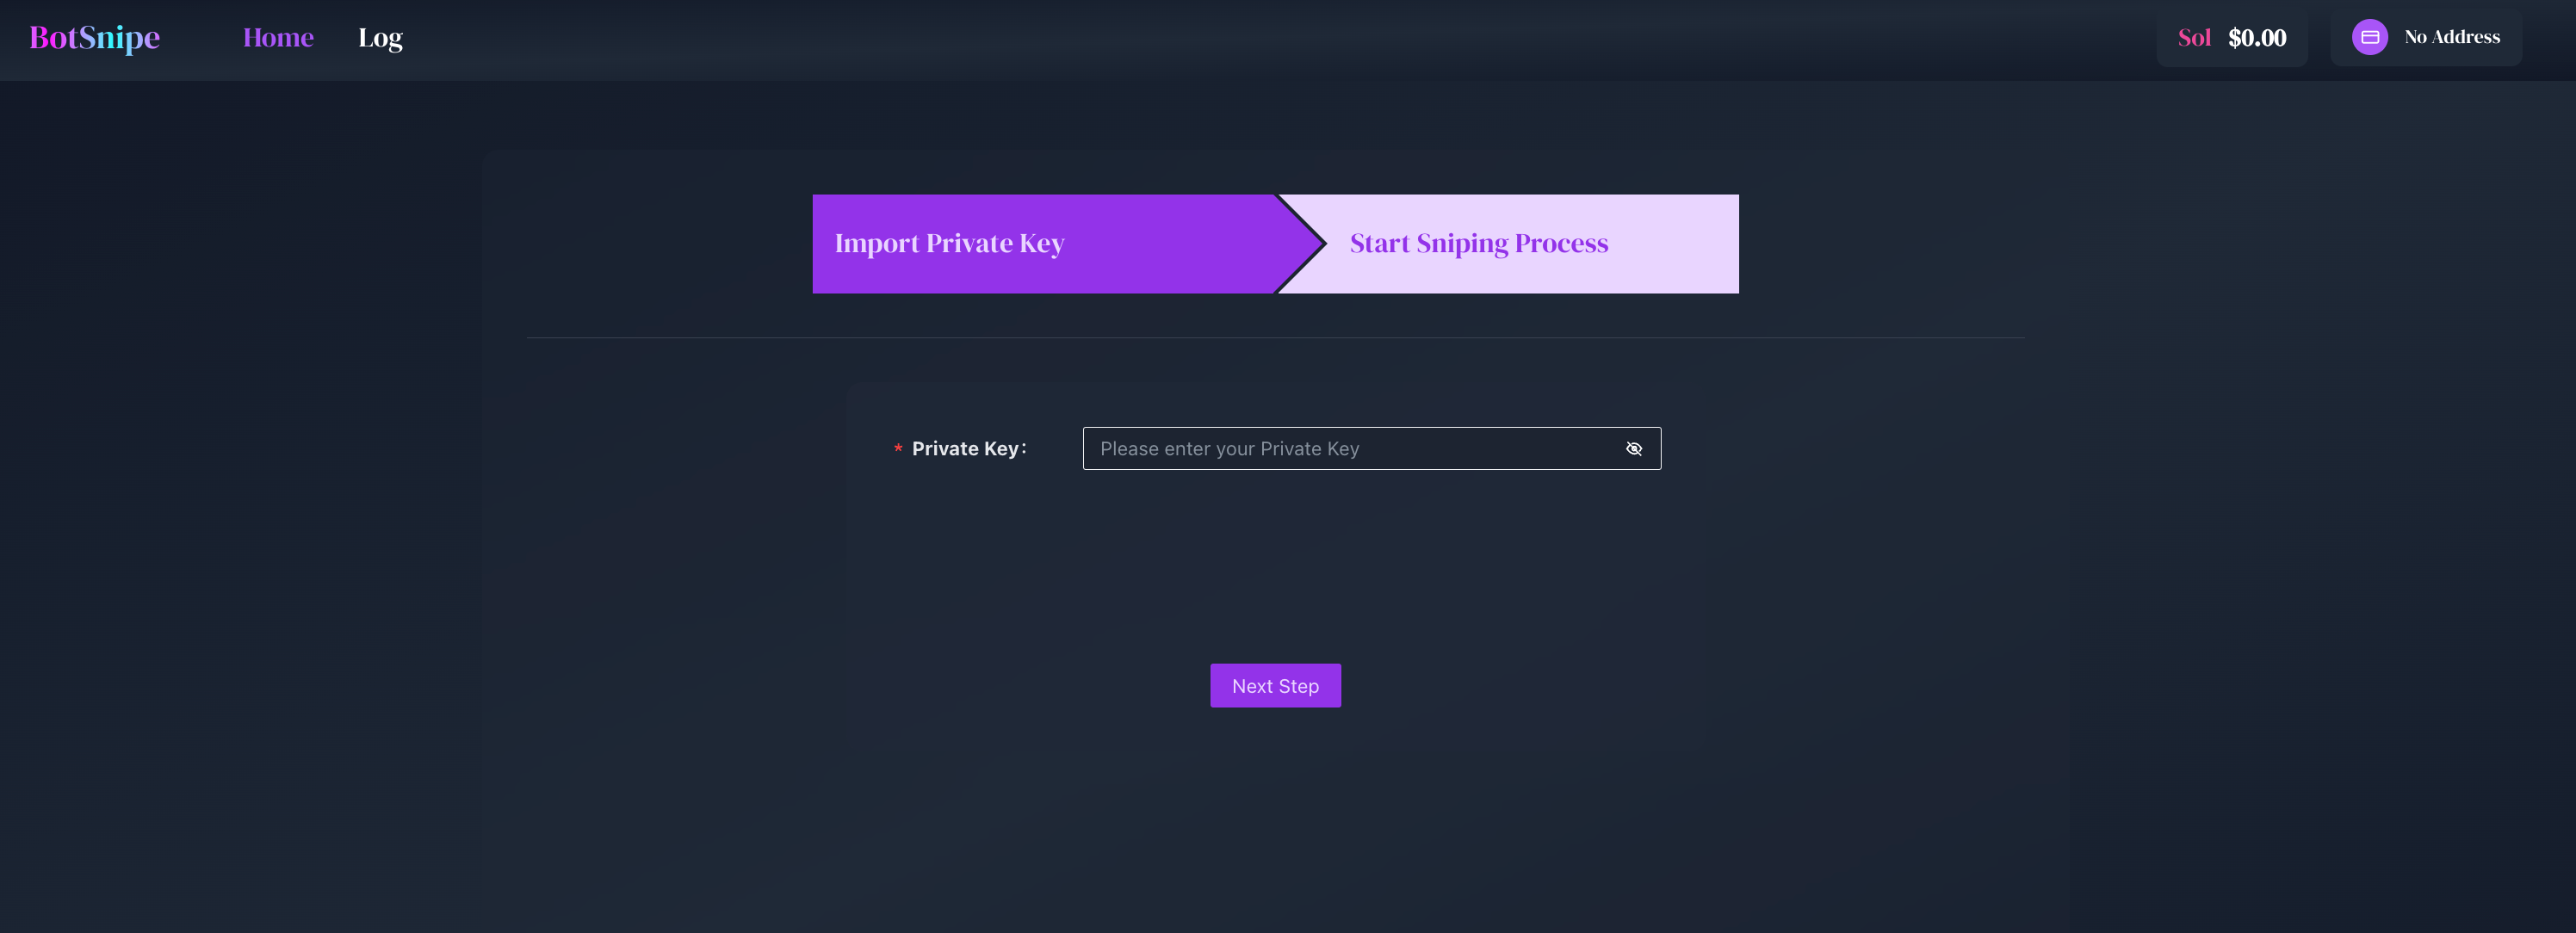 BotSnipe Home Log Sol $0.00 No Address
Import Private Key Start Sniping Process
* Private Key: Please enter your Private Key
Next Step